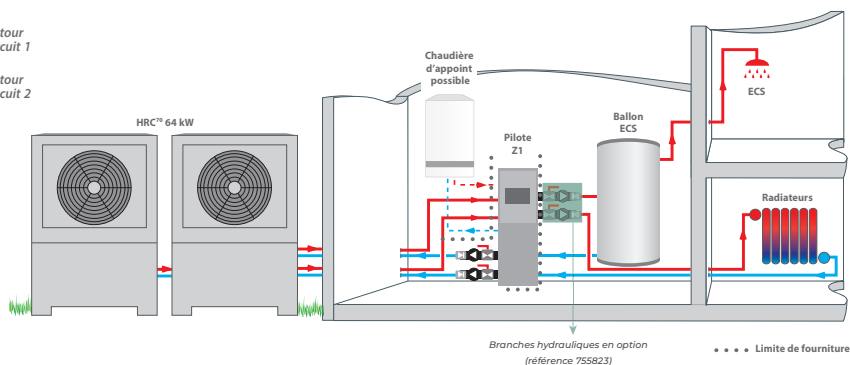 tour
cuit 1
tour
cuit 2
Chaudière
d'appoint
possible
HRC⁷⁰ 64 kW
Pilote
Z1
Ballon
ECS
ECS
Radiateurs
Branches hydrauliques en option
(référence 755823)
Limite de fourniture